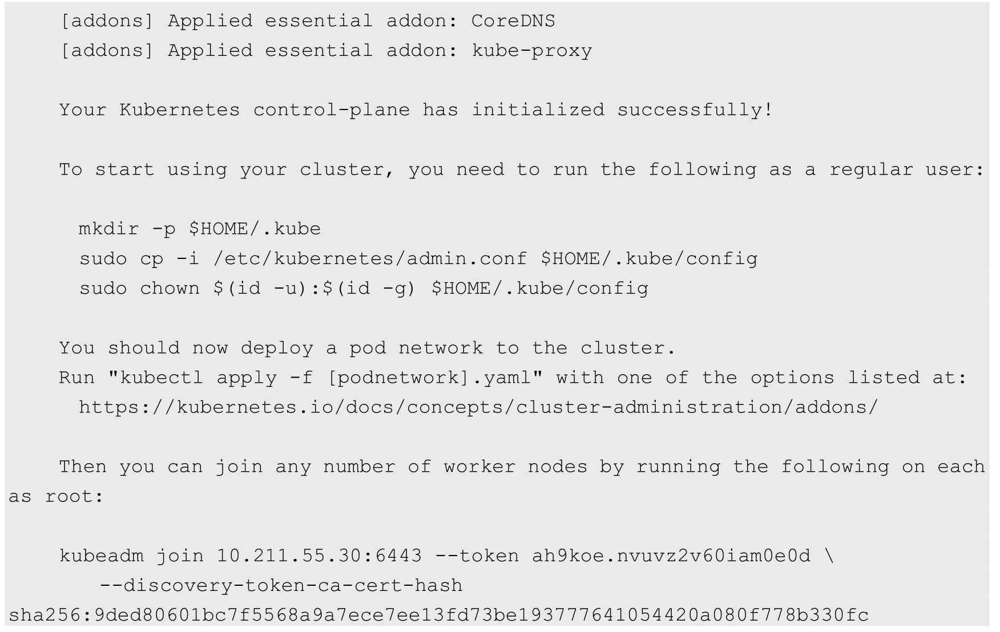 [addons] Applied essential addon: CoreDNS
[addons] Applied essential addon: kube-proxy
Your Kubernetes control-plane has initialized successfully!
To start using your cluster, you need to run the following as a regular user:
mkdir -p $HOME/.kube
sudo cp -i /etc/kubernetes/admin.conf $HOME/.kube/config
sudo chown $(id -u):$(id -g) $HOME/.kube/config
You should now deploy a pod network to the cluster.
Run "kubectl apply -f [podnetwork].yaml" with one of the options listed at:
https://kubernetes.io/docs/concepts/cluster-administration/addons/
Then you can join any number of worker nodes by running the following on each
as root:
kubeadm join 10.211.55.30:6443 --token ah9koe.nvuvz2v60iam0e0d \
--discovery-token-ca-cert-hash
sha256:9ded80601bc7f5568a9a7ece7ee13fd73be193777641054420a080f778b330fc